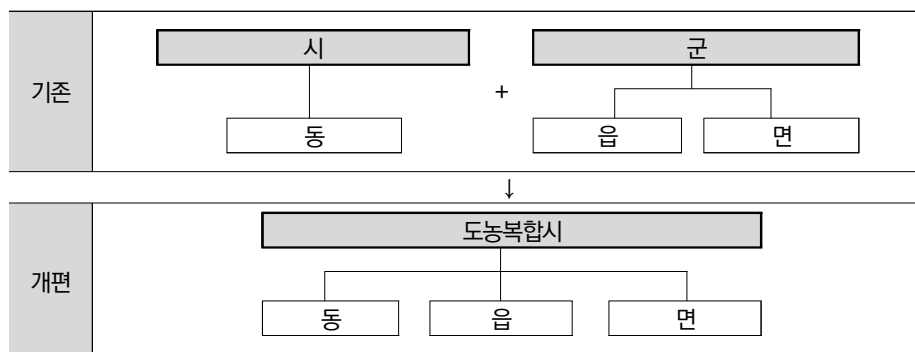 기존
시
군
+
동
읍
면
↓
개편
도농복합시
동
읍
면